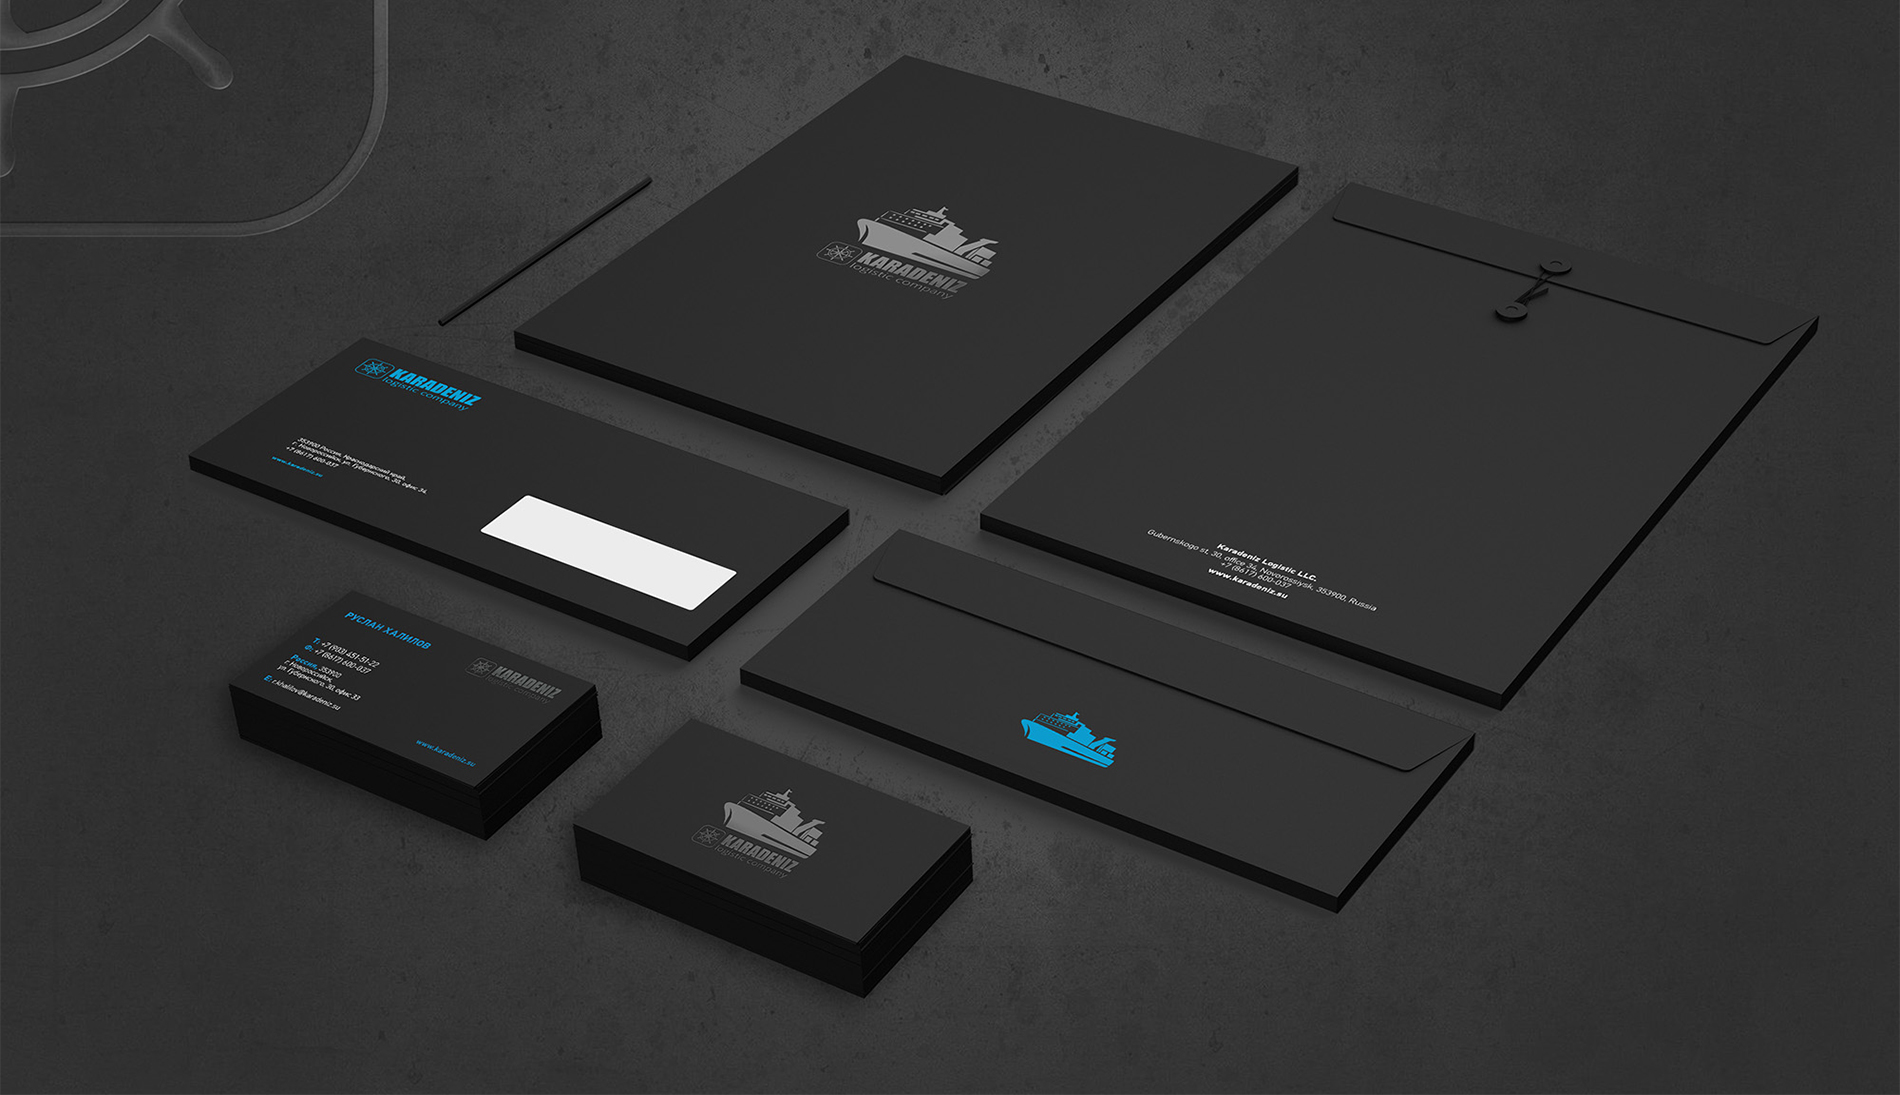 KARADENIZ
logistic company
KARADENIZ
logistic company
353900 Россия, Краснодарский край,
г. Новороссийск, ул. Губернского, 30, офис 34,
+7 (8617) 600-037
www.karadeniz.su
Karadeniz Logistic LLC.
Gubernskogo st, 30, office 34, Novorossiysk, 353900, Russia
+7 (8617) 600-037
www.karadeniz.su
РУСЛАН ХАЛИЛОВ
Т: +7 (903) 451-51-22
Ф: +7 (8617) 600-037
Россия, 353900
г. Новороссийск,
ул. Губернского, 30, офис 33
E: r.khalilov@karadeniz.su
KARADENIZ
logistic company
www.karadeniz.su
KARADENIZ
logistic company